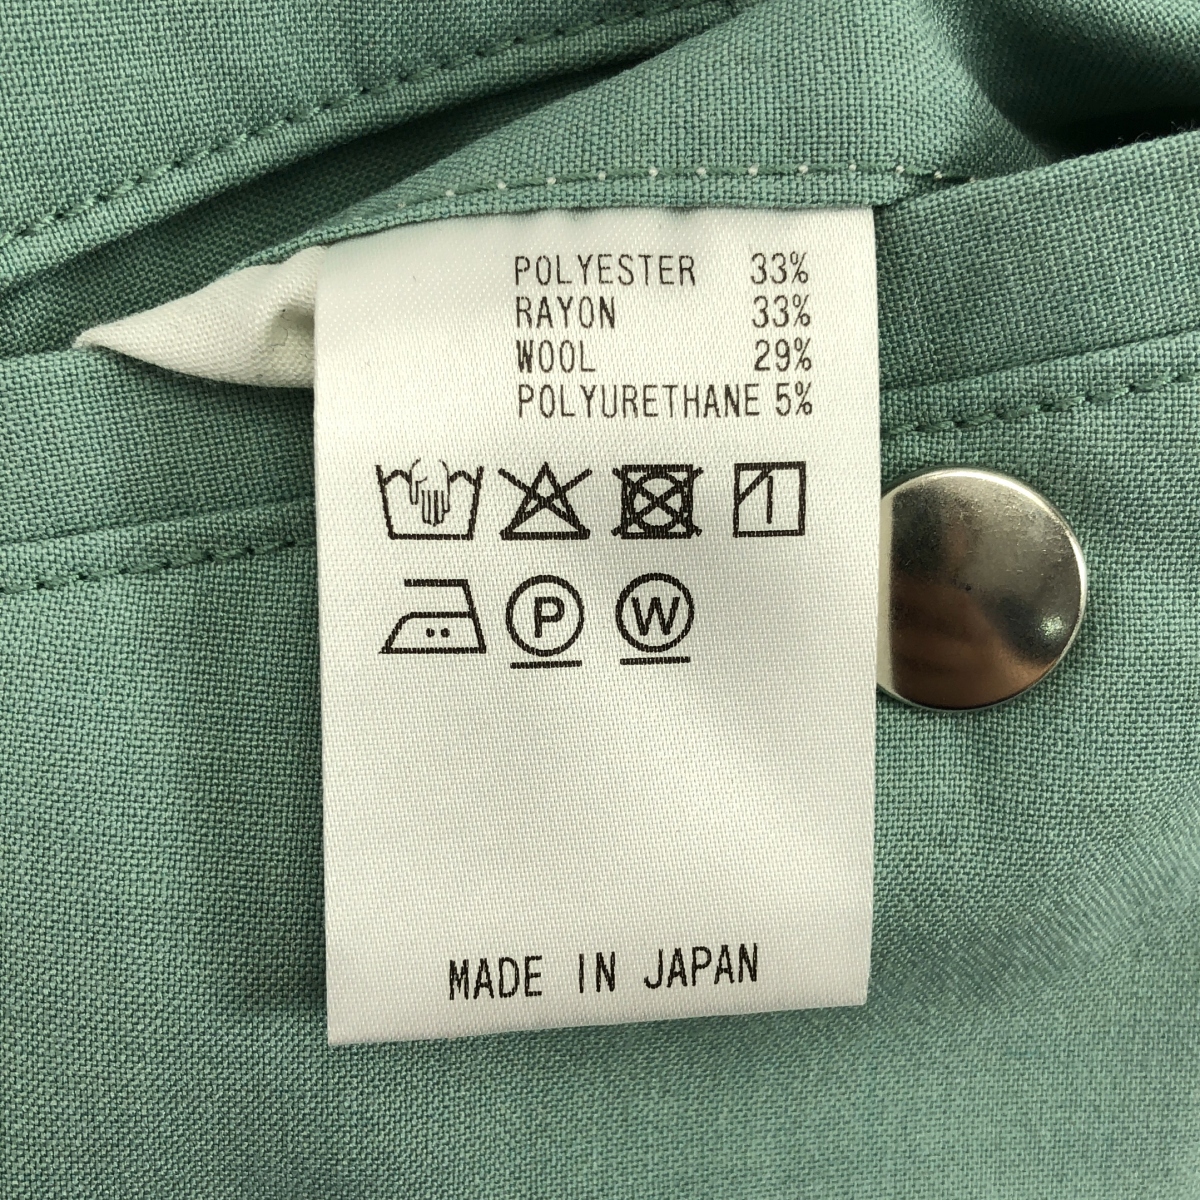 POLYESTER 33%
RAYON 33%
WOOL 29%
POLYURETHANE 5%
P W
MADE IN JAPAN